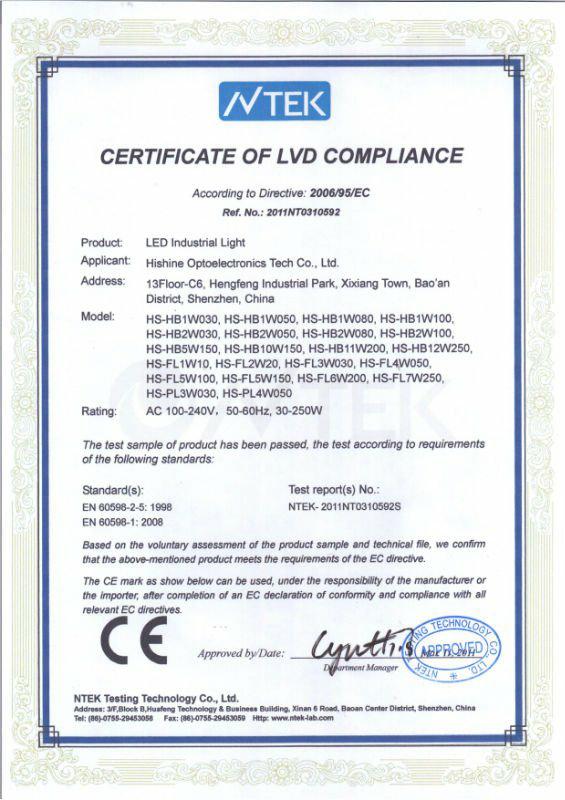 NTEK
CERTIFICATE OF LVD COMPLIANCE
According to Directive: 2006/95/EC
Ref. No.: 2011NT0310592
Product: LED Industrial Light
Applicant: Hishine Optoelectronics Tech Co., Ltd.
Address: 13Floor-C6, Hengfeng Industrial Park, Xixiang Town, Bao'an
District, Shenzhen, China
Model: HS-HB1W030, HS-HB1W050, HS-HB1W080, HS-HB1W100,
HS-HB2W030, HS-HB2W050, HS-HB2W080, HS-HB2W100,
HS-HB5W150, HS-HB10W150, HS-HB11W200, HS-HB12W250,
HS-FL1W10, HS-FL2W20, HS-FL3W030, HS-FL4W050,
HS-FL5W100, HS-FL5W150, HS-FL6W200, HS-FL7W250,
HS-PL3W030, HS-PL4W050
Rating: AC 100-240V, 50-60Hz, 30-250W
The test sample of product has been passed, the test according to requirements
of the following standards:
Standard(s): Test report(s) No.:
EN 60598-2-5: 1998 NTEK- 2011NT0310592S
EN 60598-1: 2008
Based on the voluntary assessment of the product sample and technical file, we confirm
that the above-mentioned product meets the requirements of the EC directive.
The CE mark as show below can be used, under the responsibility of the manufacturer or
the importer, after completion of an EC declaration of conformity and compliance with all
relevant EC directives.
CE
Approved by/Date:
Department Manager
NTEK TESTING TECHNOLOGY CO., LTD.
APPROVED
NTEK Testing Technology Co., Ltd.
Address: 3/F,Block B,Huafeng Technology & Business Building, Xinan 6 Road, Baoan Center District, Shenzhen, China
Tel: (86)-0755-29453058 Fax: (86)-0755-29453059 Http: www.ntek-lab.com